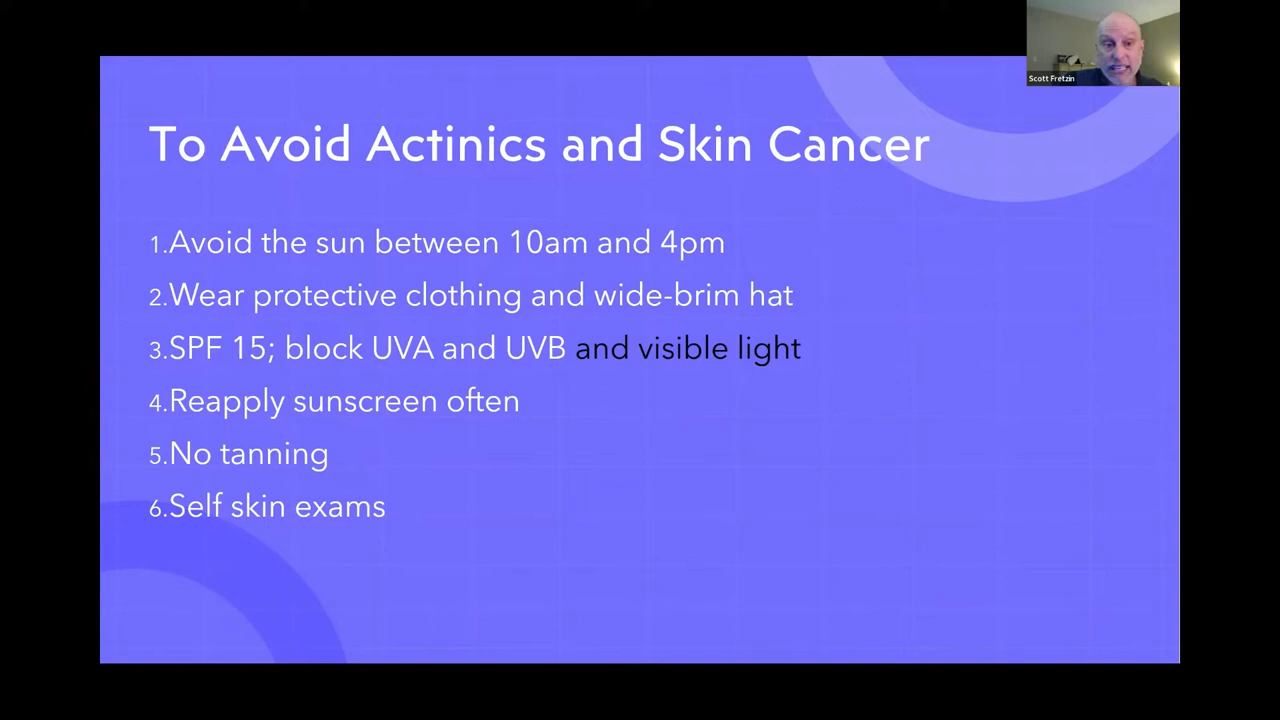 Scott Fretzin
To Avoid Actinics and Skin Cancer
1.Avoid the sun between 10am and 4pm
2.Wear protective clothing and wide-brim hat
3.SPF 15; block UVA and UVB and visible light
4.Reapply sunscreen often
5.No tanning
6.Self skin exams